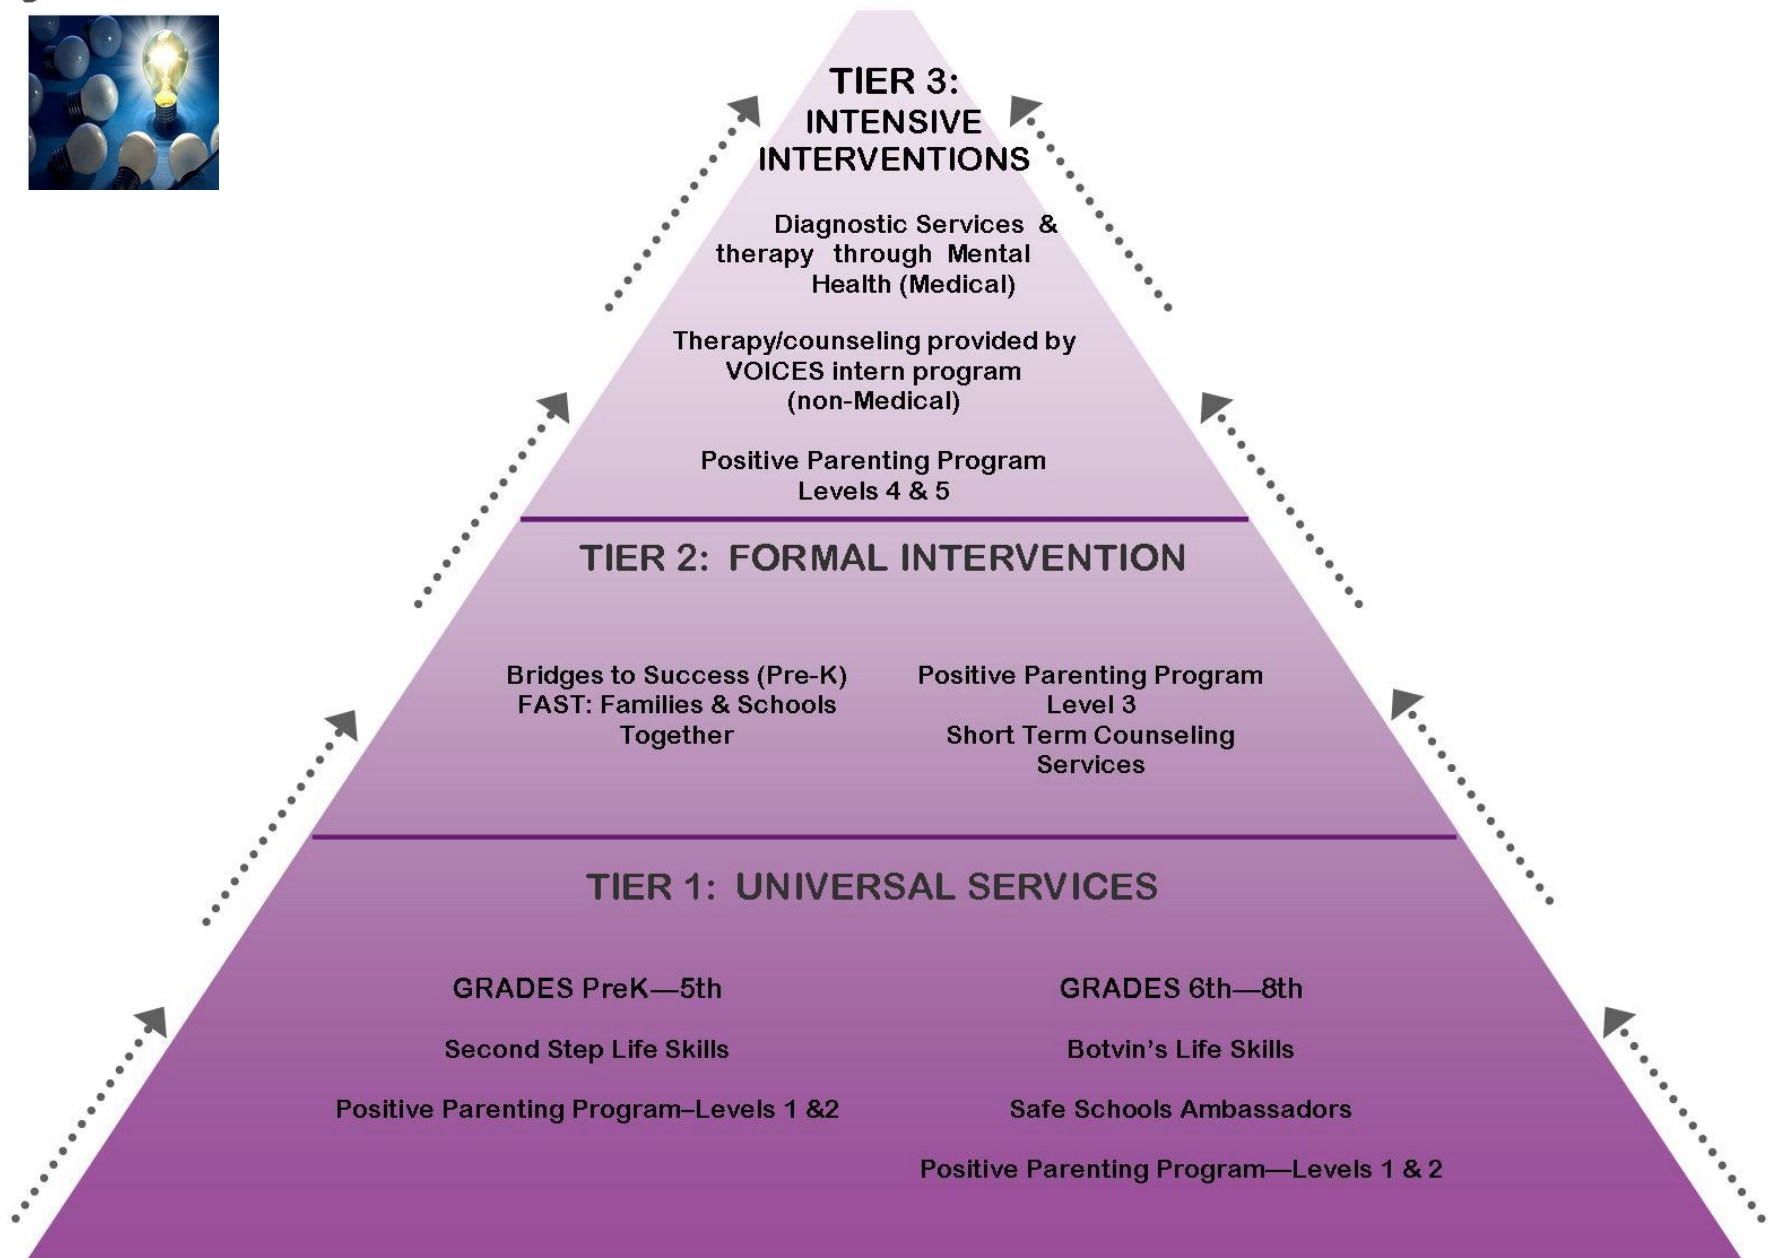 TIER 3:
INTENSIVE
INTERVENTIONS
Diagnostic Services &
therapy through Mental
Health (Medical)
Therapy/counseling provided by
VOICES intern program
(non-Medical)
Positive Parenting Program
Levels 4 & 5
TIER 2: FORMAL INTERVENTION
Bridges to Success (Pre-K)
FAST: Families & Schools
Together
Positive Parenting Program
Level 3
Short Term Counseling
Services
TIER 1: UNIVERSAL SERVICES
GRADES PreK—5th
Second Step Life Skills
Positive Parenting Program–Levels 1 &2
GRADES 6th—8th
Botvin's Life Skills
Safe Schools Ambassadors
Positive Parenting Program—Levels 1 & 2